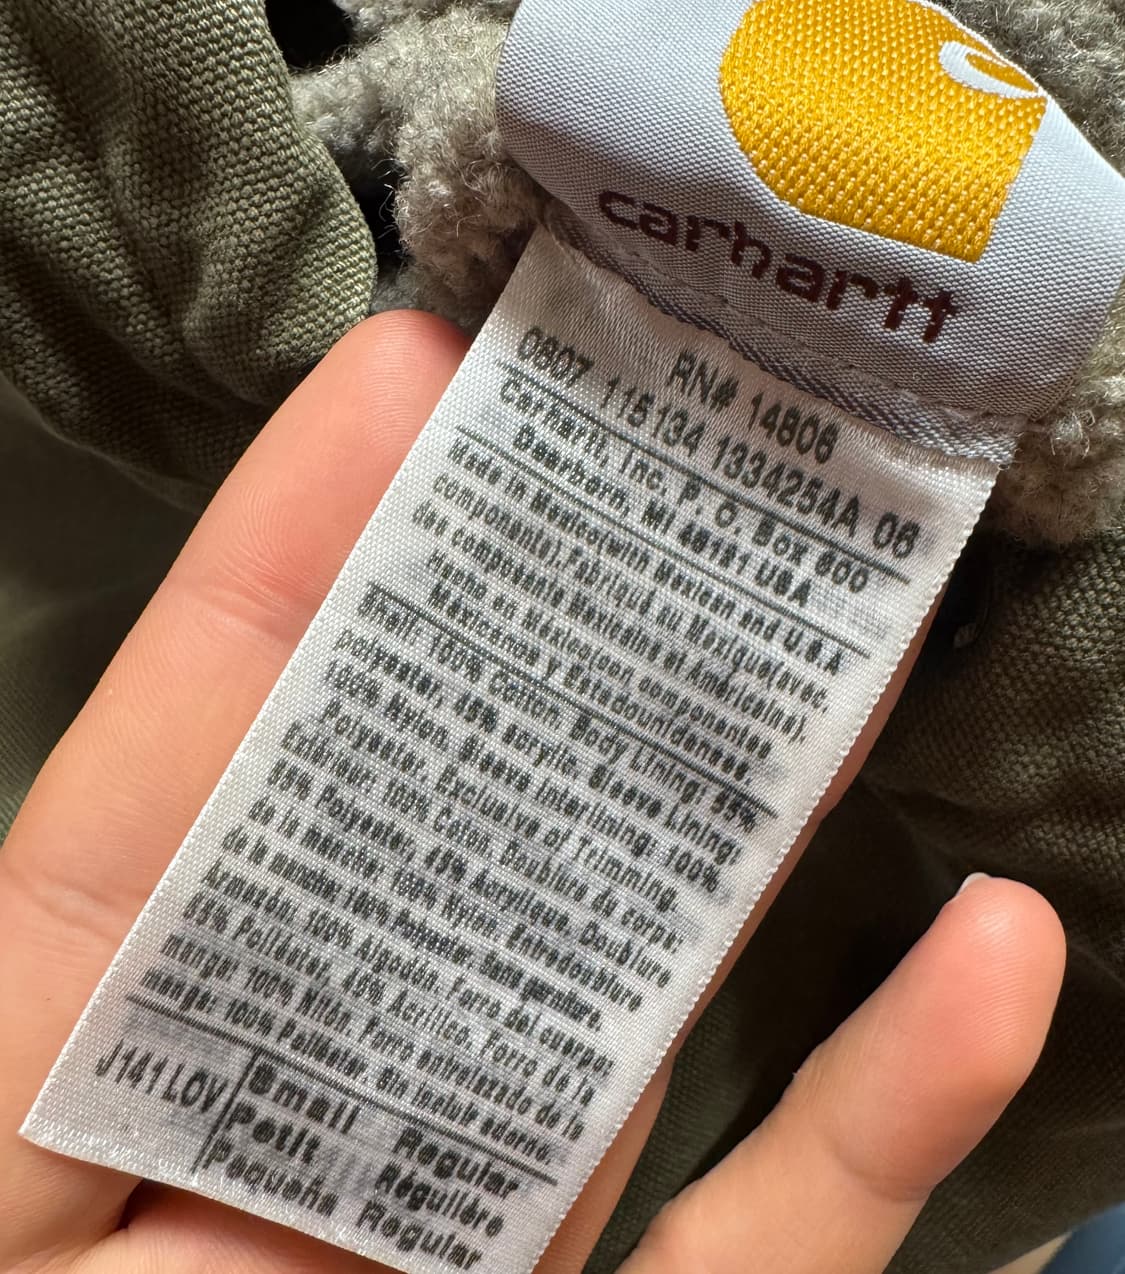 carhartt
RN# 14806
0607 115134 1334254A 06
Carhartt, Inc. P. O. Box 600
Dearborn, MI 48121 USA
Made in Mexico(with Mexican and U.S.A
components).Fabriqué au Mexique(avec
des composants Mexicains et Américains).
Hecho en México(con componentes
Mexicanos y Estadounidenses.
Shell: 100% Cotton. Body Lining: 55%
polyester, 45% acrylic. Sleeve Lining:
100% Nylon. Sleeve Interlining: 100%
Polyester. Exclusive of Trimming.
Extérieur: 100% Coton. Doublure du corps:
55% Polyester, 45% Acrylique. Doublure
de la manche: 100% Nylon. Entredoublure
de la manche: 100% Polyester. Sans garniture.
Armazón: 100% Algodón. Forro del cuerpo:
55% Poliéster, 45% Acrílico. Forro de la
manga: 100% Nilón. Forro entrelazado de la
manga: 100% Poliéster. Sin incluir adorno.
J141 LOV
Small Regular
Petit Régulière
Pequeña Regular